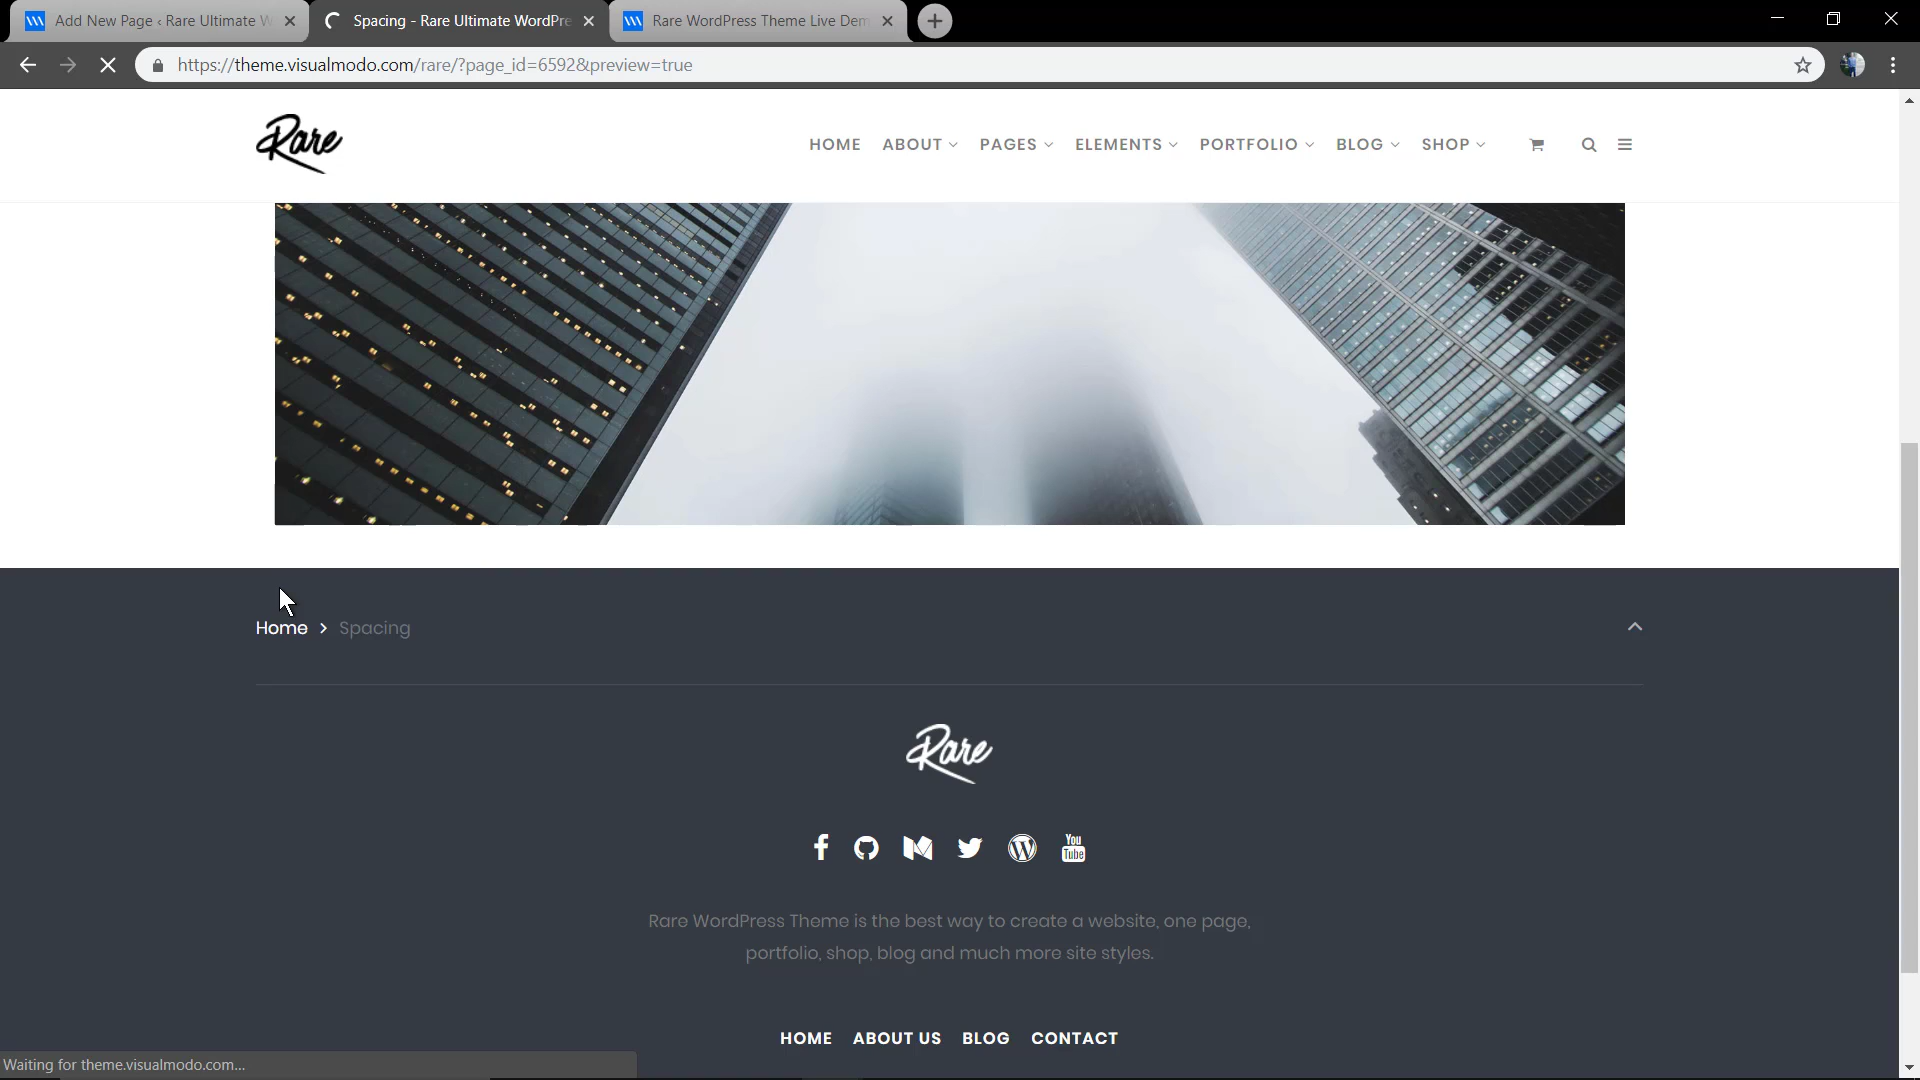 Add New Page ‹ Rare Ultimate W
Spacing - Rare Ultimate WordPre
Rare WordPress Theme Live Dem
https://theme.visualmodo.com/rare/?page_id=6592&preview=true
Rare
HOME ABOUT PAGES ELEMENTS PORTFOLIO BLOG SHOP
Home > Spacing
Rare
You
Tube
Rare WordPress Theme is the best way to create a website, one page,
portfolio, shop, blog and much more site styles.
HOME ABOUT US BLOG CONTACT
Waiting for theme.visualmodo.com...